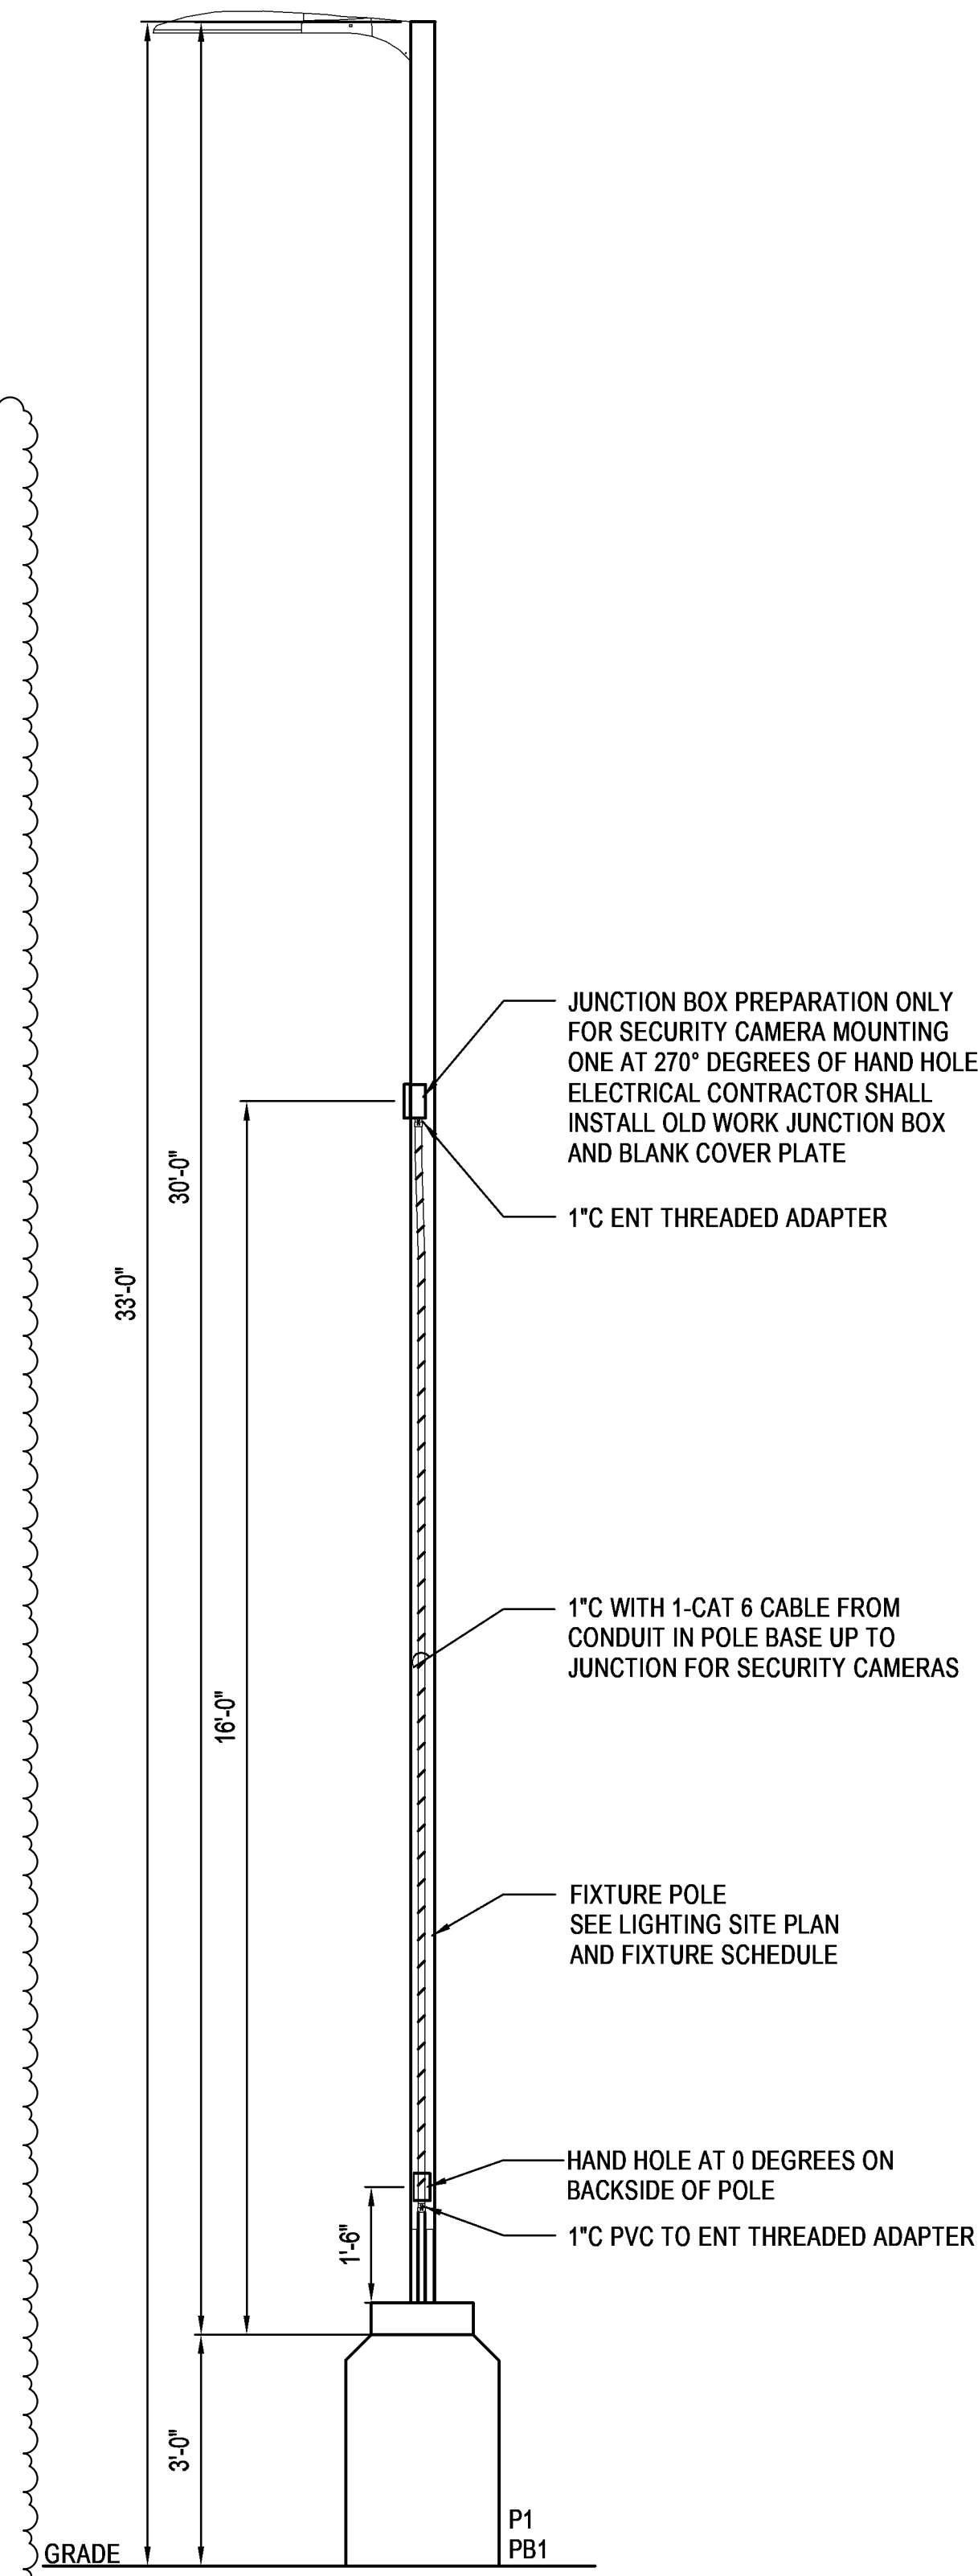 JUNCTION BOX PREPARATION ONLY
FOR SECURITY CAMERA MOUNTING
ONE AT 270° DEGREES OF HAND HOLE
ELECTRICAL CONTRACTOR SHALL
INSTALL OLD WORK JUNCTION BOX
AND BLANK COVER PLATE
30'-0"
1"C ENT THREADED ADAPTER
33'-0"
1"C WITH 1-CAT 6 CABLE FROM
CONDUIT IN POLE BASE UP TO
JUNCTION FOR SECURITY CAMERAS
16'-0"
FIXTURE POLE
SEE LIGHTING SITE PLAN
AND FIXTURE SCHEDULE
HAND HOLE AT 0 DEGREES ON
BACKSIDE OF POLE
1"C PVC TO ENT THREADED ADAPTER
1'-6"
3'-0"
P1
PB1
GRADE